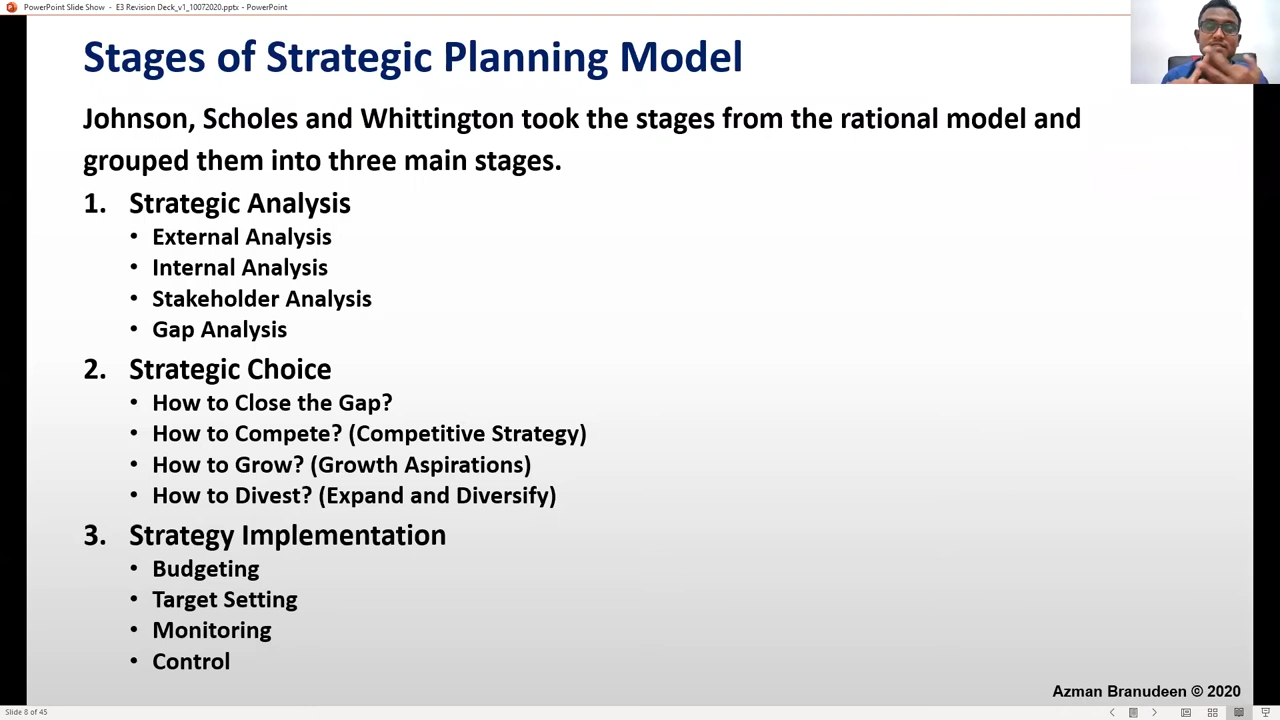 PowerPoint Slide Show - E3 Revision Deck_v1_10072020.pptx - PowerPoint
Stages of Strategic Planning Model
Johnson, Scholes and Whittington took the stages from the rational model and
grouped them into three main stages.
1. Strategic Analysis
• External Analysis
• Internal Analysis
• Stakeholder Analysis
• Gap Analysis
2. Strategic Choice
• How to Close the Gap?
• How to Compete? (Competitive Strategy)
• How to Grow? (Growth Aspirations)
• How to Divest? (Expand and Diversify)
3. Strategy Implementation
• Budgeting
• Target Setting
• Monitoring
• Control
Azman Branudeen © 2020
Slide 8 of 45